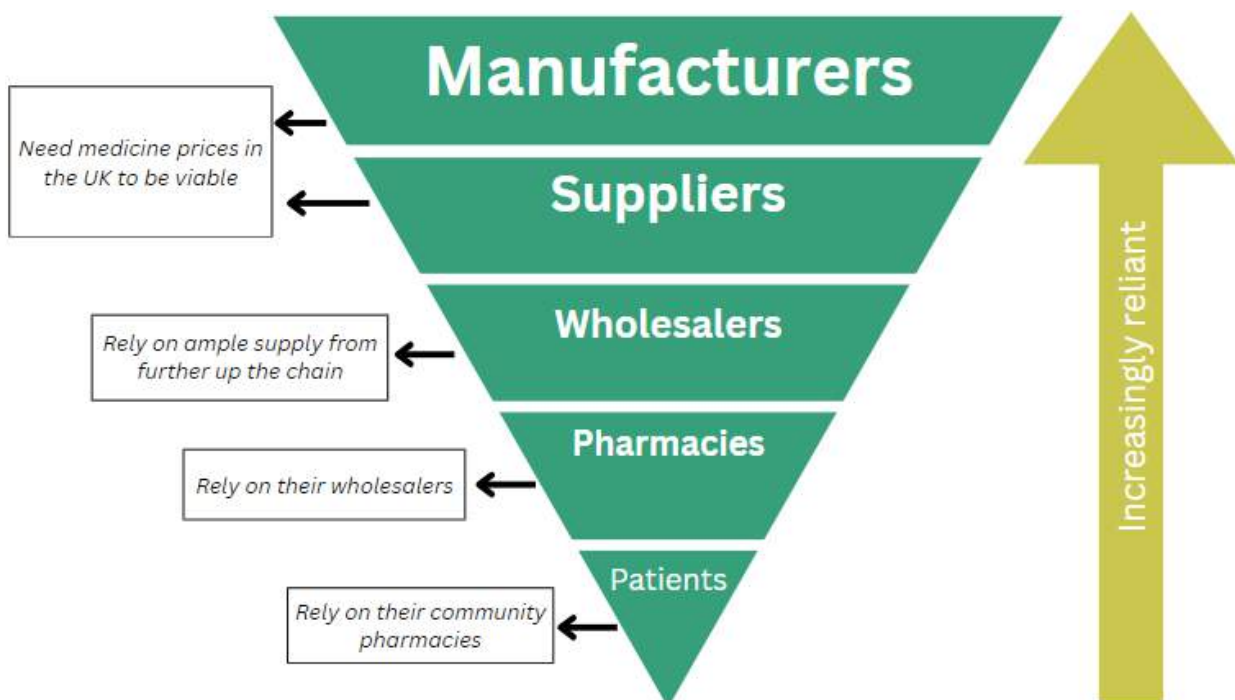 Manufacturers
Need medicine prices in
the UK to be viable
Suppliers
Wholesalers
Rely on ample supply from
further up the chain
Pharmacies
Rely on their wholesalers
Patients
Rely on their community
pharmacies
Increasingly reliant